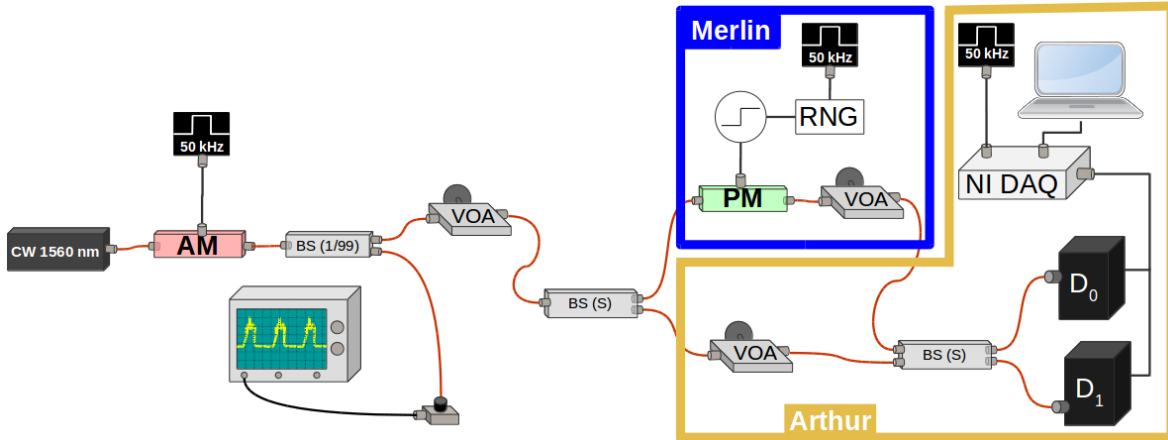 Merlin
50 kHz
50 kHz
RNG
50 kHz
NI DAQ
PM
VOA
VOA
CW 1560 nm
AM
BS (1/99)
BS (S)
VOA
BS (S)
D0
D1
Arthur